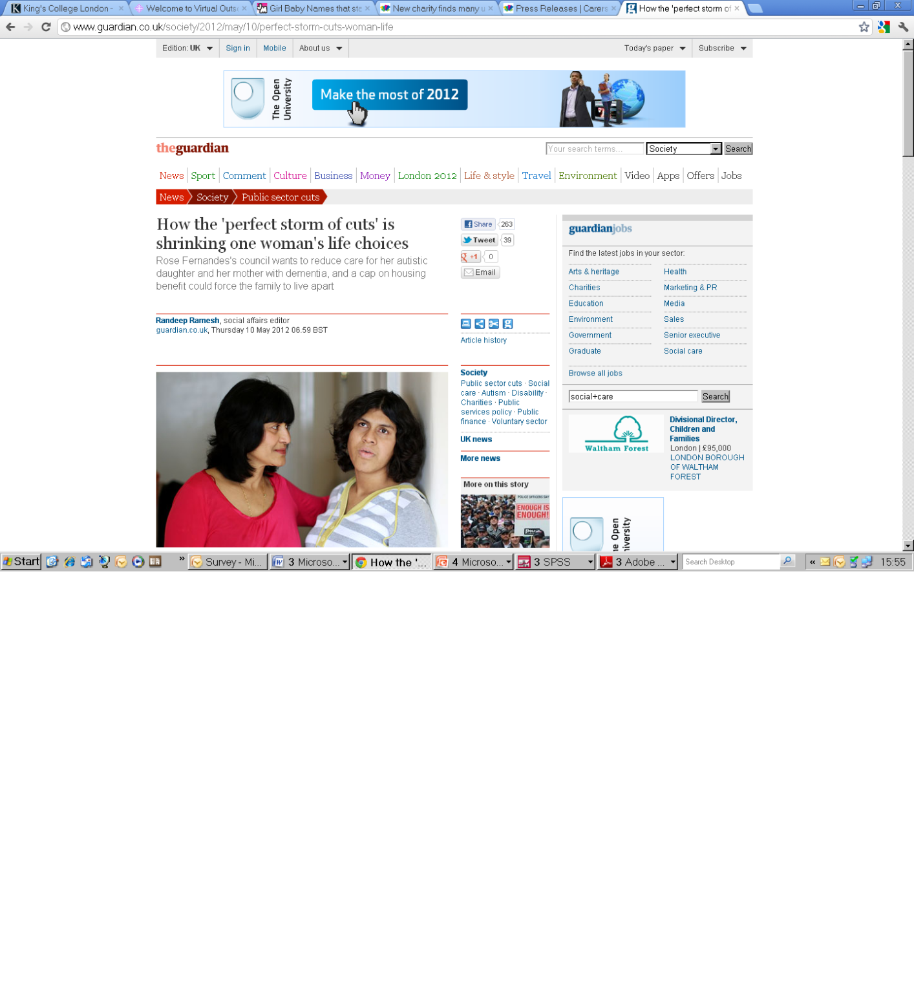 King's College London -
Welcome to Virtual Outs
Girl Baby Names that sta
New charity finds many u
Press Releases | Carers
How the 'perfect storm of
www.guardian.co.uk/society/2012/may/10/perfect-storm-cuts-woman-life
Edition: UK
Sign in
Mobile
About us
Today's paper
Subscribe
The Open
University
Make the most of 2012
theguardian
Your search terms...
Society
Search
News
Sport
Comment
Culture
Business
Money
London 2012
Life & style
Travel
Environment
Video
Apps
Offers
Jobs
News
Society
Public sector cuts
How the 'perfect storm of cuts' is
shrinking one woman's life choices
Rose Fernandes's council wants to reduce care for her autistic
daughter and her mother with dementia, and a cap on housing
benefit could force the family to live apart
Randeep Ramesh, social affairs editor
guardian.co.uk, Thursday 10 May 2012 06.59 BST
Share 263
Tweet 39
+1 0
Email
Article history
Society
Public sector cuts · Social
care · Autism · Disability ·
Charities · Public
services policy · Public
finance · Voluntary sector
UK news
More news
More on this story
POLICE OFFICERS SAY
ENOUGH IS
ENOUGH!
guardianjobs
Find the latest jobs in your sector:
Arts & heritage
Health
Charities
Marketing & PR
Education
Media
Environment
Sales
Government
Senior executive
Graduate
Social care
Browse all jobs
social+care
Search
Waltham Forest
Divisional Director,
Children and
Families
London | £95,000
LONDON BOROUGH
OF WALTHAM
FOREST
Start
Survey - Mi...
3 Microso...
How the '...
4 Microso...
3 SPSS
3 Adobe ...
Search Desktop
15:55